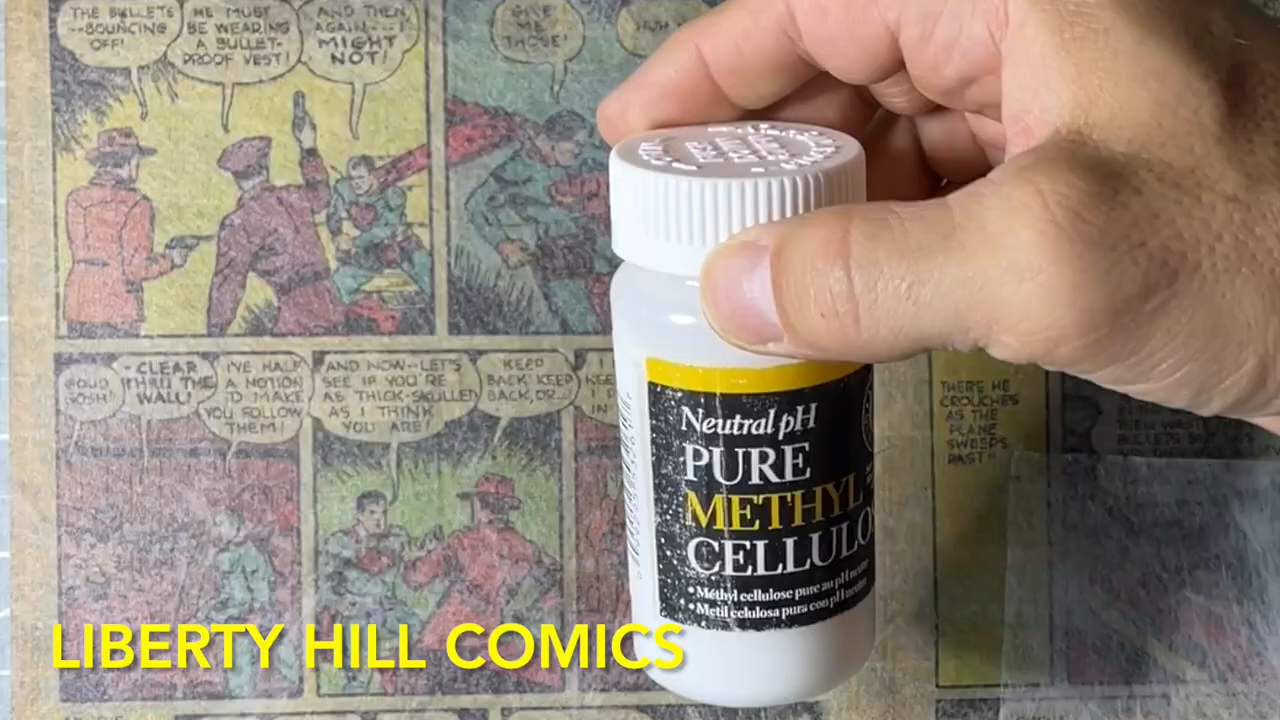 THE BULLETS
--BOUNCING
OFF!
HE MUST
BE WEARING
A BULLET-
PROOF VEST!
AND THEN
AGAIN---I
MIGHT
NOT!
GIVE
ME
THOSE!
HUH
GOSH!
-CLEAR
THRU THE
WALL!
I'VE HALF
A NOTION
TO MAKE
YOU FOLLOW
THEM!
AND NOW--LET'S
SEE IF YOU'RE
AS THICK-SKULLED
AS I THINK
YOU ARE!
KEEP
BACK! KEEP
BACK, OR...
THERE HE
CROUCHES
AS THE
PLANE
SWEEPS
PAST!!
Neutral pH
PURE
METHYL
CELLULO
• Méthyl cellulose pure au pH neutre
• Metil celulosa pura con pH neutro
LIBERTY HILL COMICS